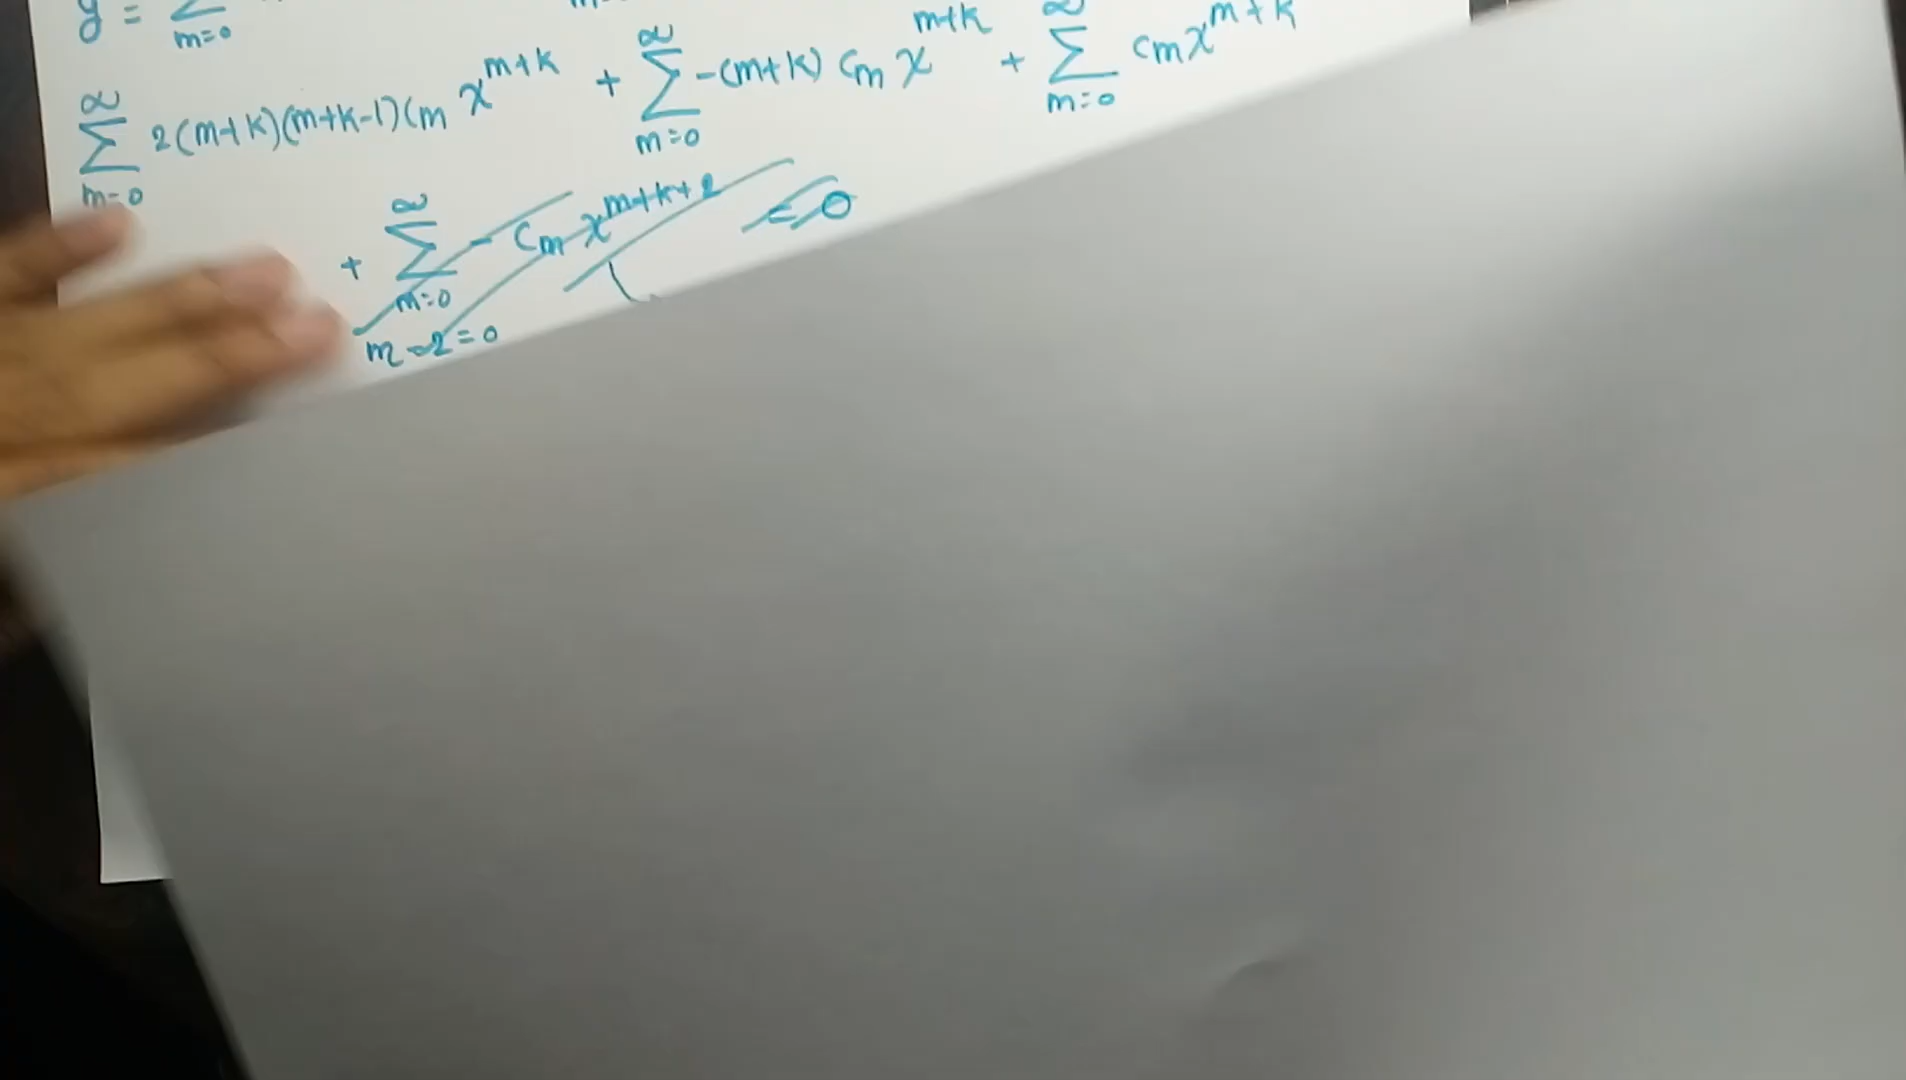 y = Σ m=0
∞ Σ m=0 2(m+k)(m+k-1)Cm x^m+k + ∞ Σ m=0 -(m+k) Cm x^m+k + ∞ Σ m=0 Cm x^m+k
+ ∞ Σ m=0 - Cm x^m+k+2 = 0
m-2=0